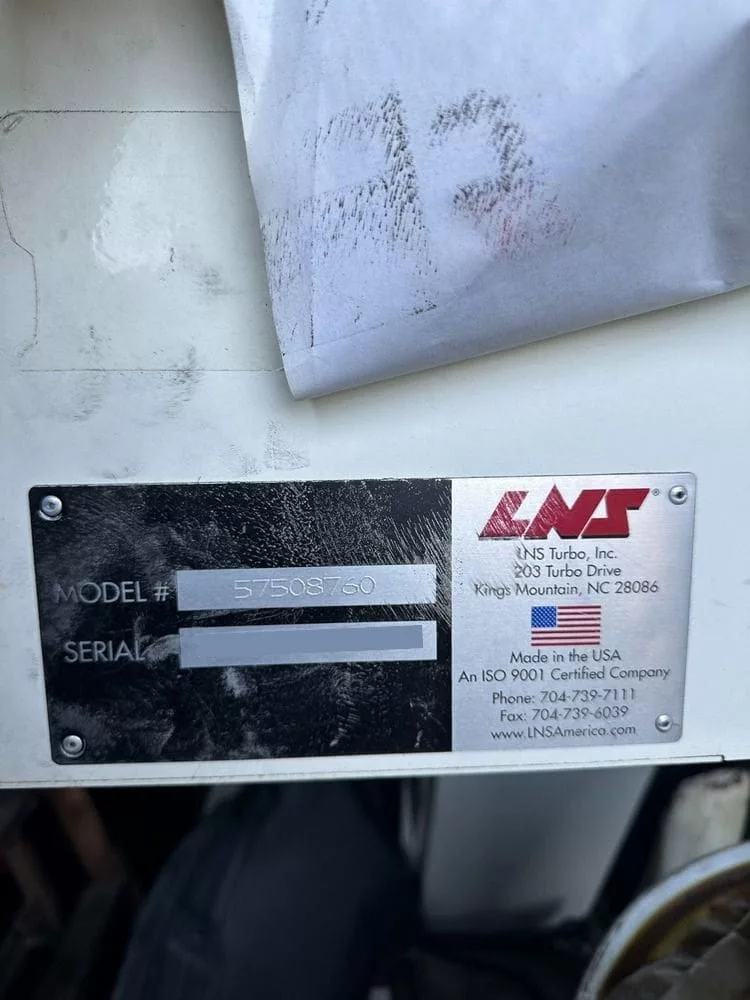 MODEL # 57508760
SERIAL
LNS®
LNS Turbo, Inc.
203 Turbo Drive
Kings Mountain, NC 28086
Made in the USA
An ISO 9001 Certified Company
Phone: 704-739-7111
Fax: 704-739-6039
www.LNSAmerica.com